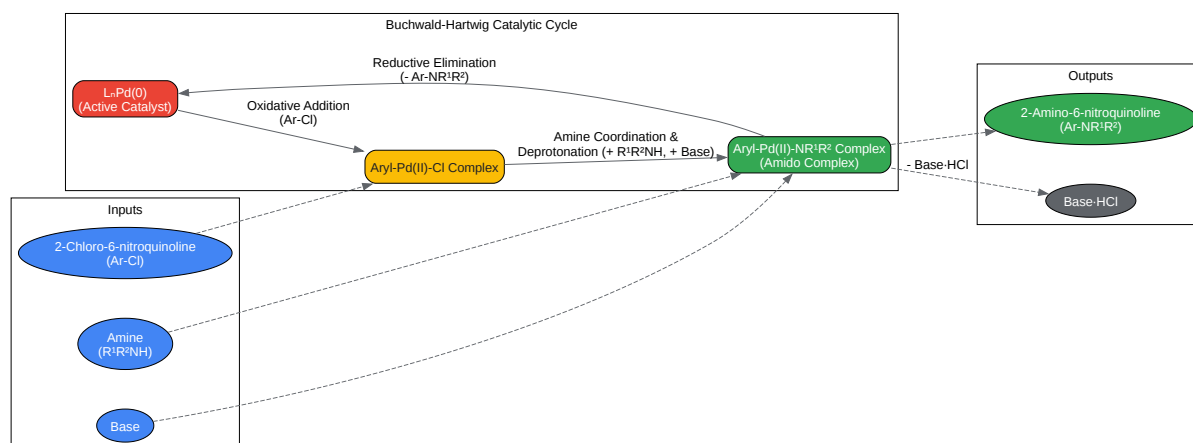 Buchwald-Hartwig Catalytic Cycle
Reductive Elimination
(- Ar-NR¹R²)
LₙPd(0)
(Active Catalyst)
Oxidative Addition
(Ar-Cl)
Aryl-Pd(II)-Cl Complex
Amine Coordination &
Deprotonation (+ R¹R²NH, + Base)
Aryl-Pd(II)-NR¹R² Complex
(Amido Complex)
- Base·HCl
Outputs
2-Amino-6-nitroquinoline
(Ar-NR¹R²)
Base·HCl
Inputs
2-Chloro-6-nitroquinoline
(Ar-Cl)
Amine
(R¹R²NH)
Base